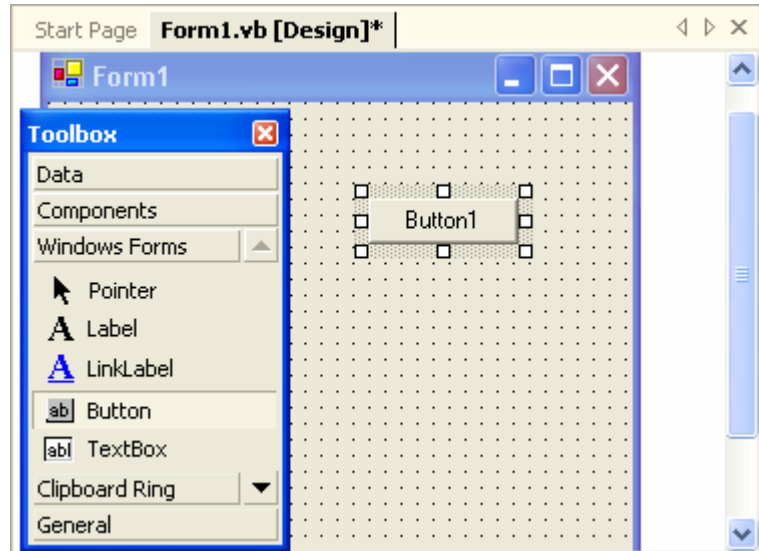 Start Page Form1.vb [Design]*
Form1
Toolbox
Data
Components
Windows Forms
Pointer
A Label
A LinkLabel
ab Button
abl TextBox
Clipboard Ring
General
Button1